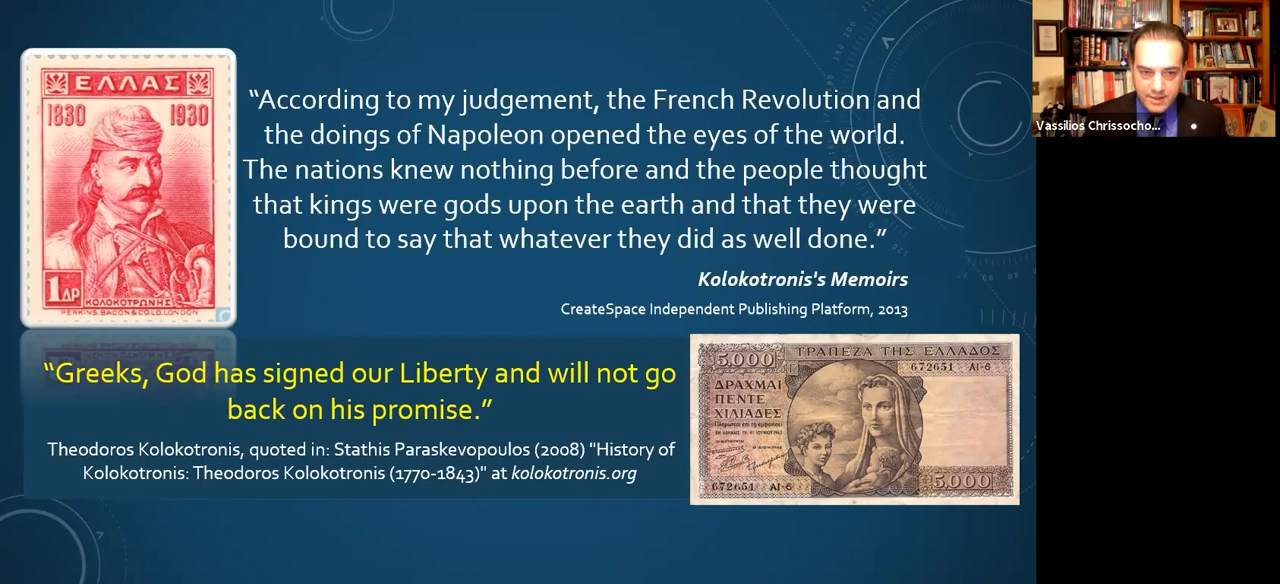 ΕΛΛΑΣ
1830 1930
1 ΔΡ
ΚΟΛΟΚΟΤΡΩΝΗΣ
PERKINS, BACON & CO. LD. LONDON
“According to my judgement, the French Revolution and
the doings of Napoleon opened the eyes of the world.
The nations knew nothing before and the people thought
that kings were gods upon the earth and that they were
bound to say that whatever they did as well done.”
Kolokotronis's Memoirs
CreateSpace Independent Publishing Platform, 2013
“Greeks, God has signed our Liberty and will not go
back on his promise.”
Theodoros Kolokotronis, quoted in: Stathis Paraskevopoulos (2008) "History of
Kolokotronis: Theodoros Kolokotronis (1770-1843)" at kolokotronis.org
5.000 ΤΡΑΠΕΖΑ ΤΗΣ ΕΛΛΑΔΟΣ
672651 ΑΙ-6
ΔΡΑΧΜΑΙ
ΠΕΝΤΕ
ΧΙΛΙΑΔΕΣ
672651 ΑΙ-6 5.000
Vassilios Chrissocho...